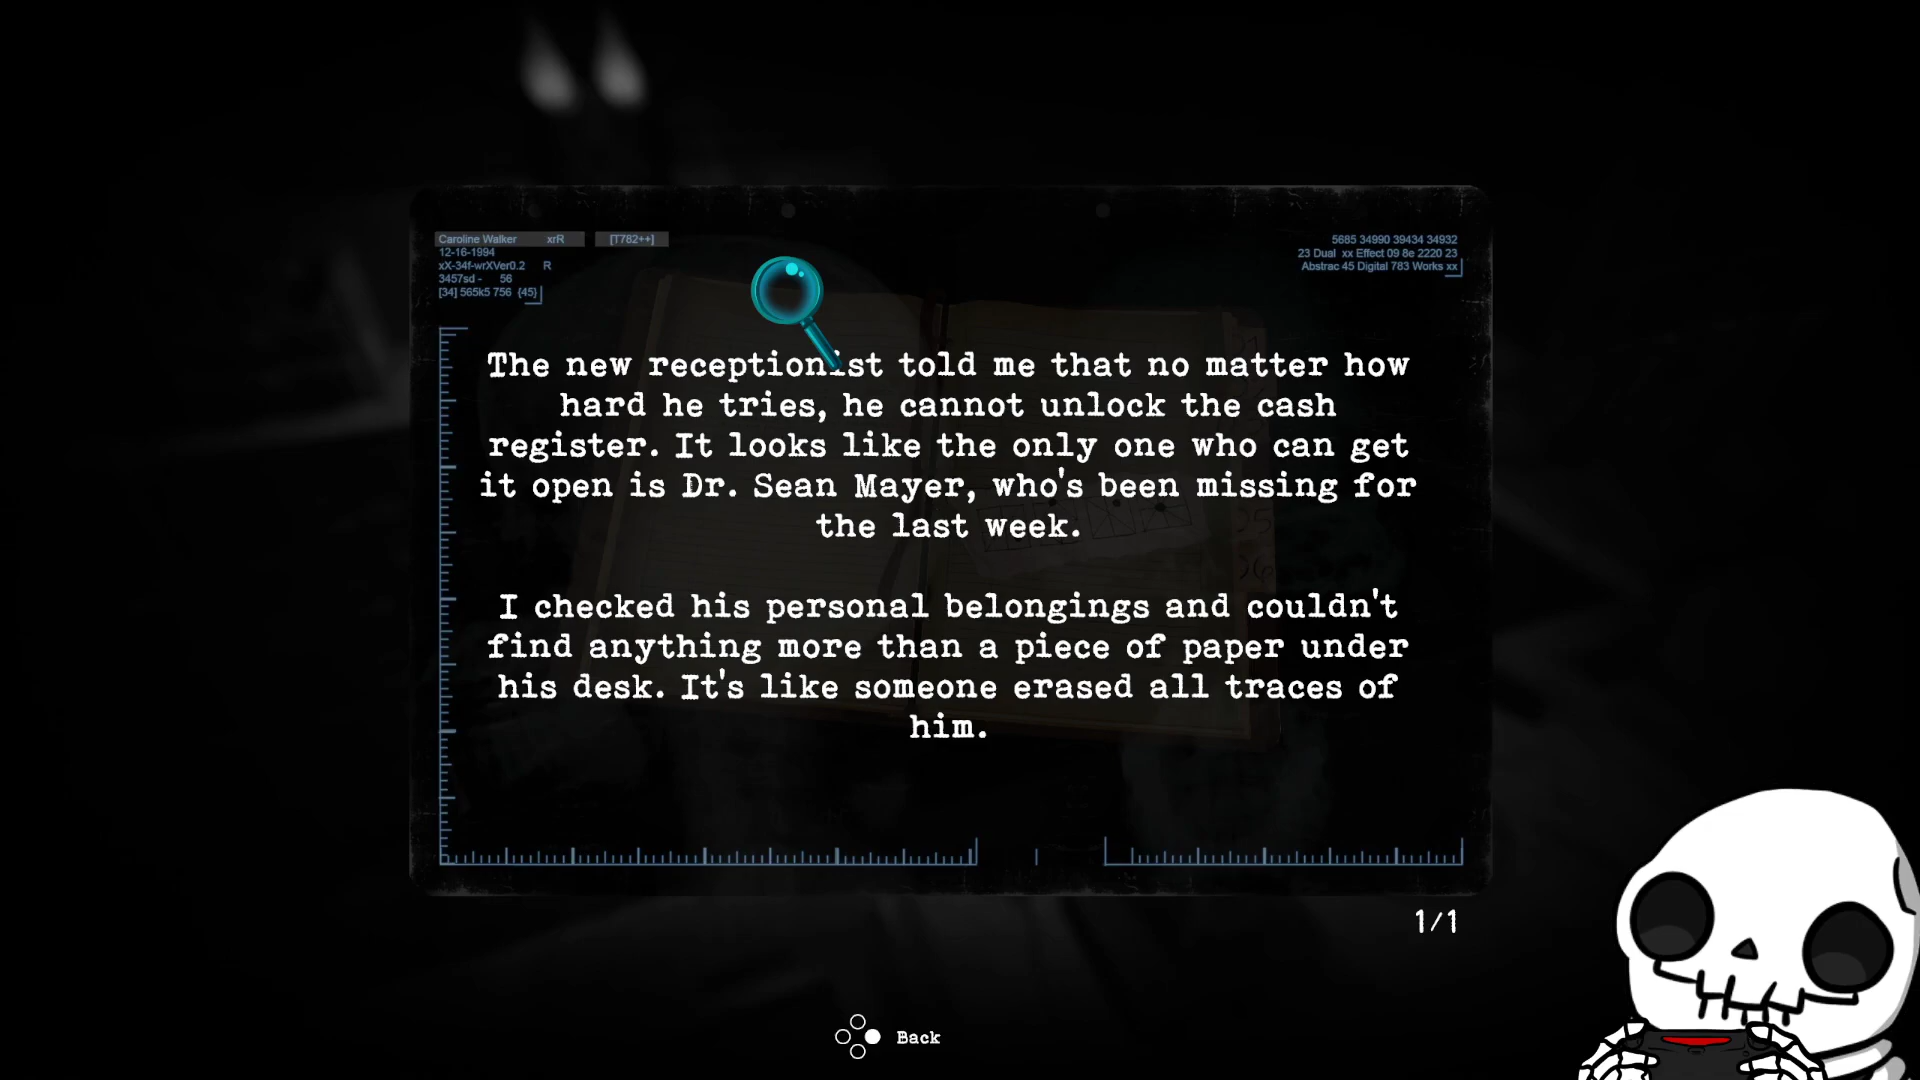 Caroline Walker xrR [T782++]
12-16-1994
xX-34f-wrXVer0.2 R
3457sd - 56
[34] 565k5 756 {45}
5685 34990 39434 34932
23 Dual xx Effect 09 8e 2220 23
Abstrac 45 Digital 783 Works xx
The new receptionist told me that no matter how
hard he tries, he cannot unlock the cash
register. It looks like the only one who can get
it open is Dr. Sean Mayer, who's been missing for
the last week.
I checked his personal belongings and couldn't
find anything more than a piece of paper under
his desk. It's like someone erased all traces of
him.
1/1
Back